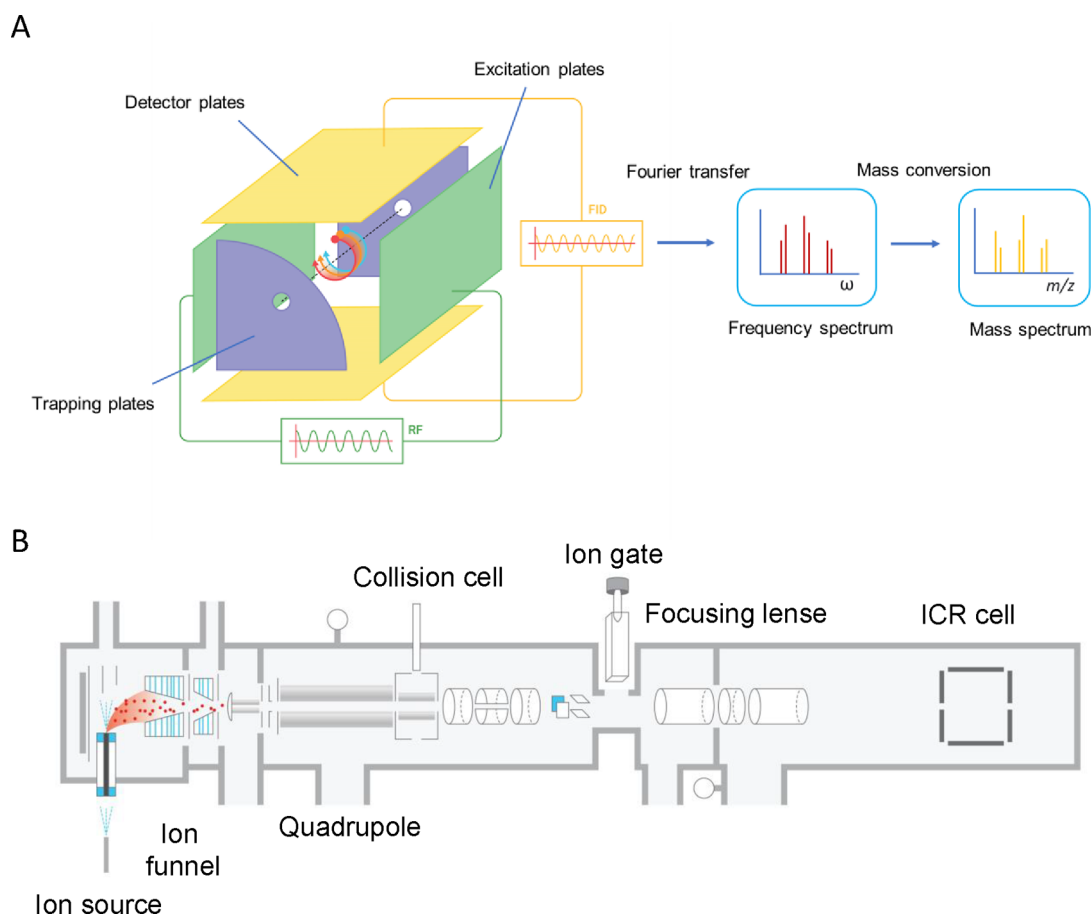 A
Excitation plates
Detector plates
Fourier transfer
Mass conversion
FID
ω
m/z
Frequency spectrum
Mass spectrum
Trapping plates
RF
B
Ion gate
Collision cell
Focusing lense
ICR cell
Quadrupole
Ion
funnel
Ion source